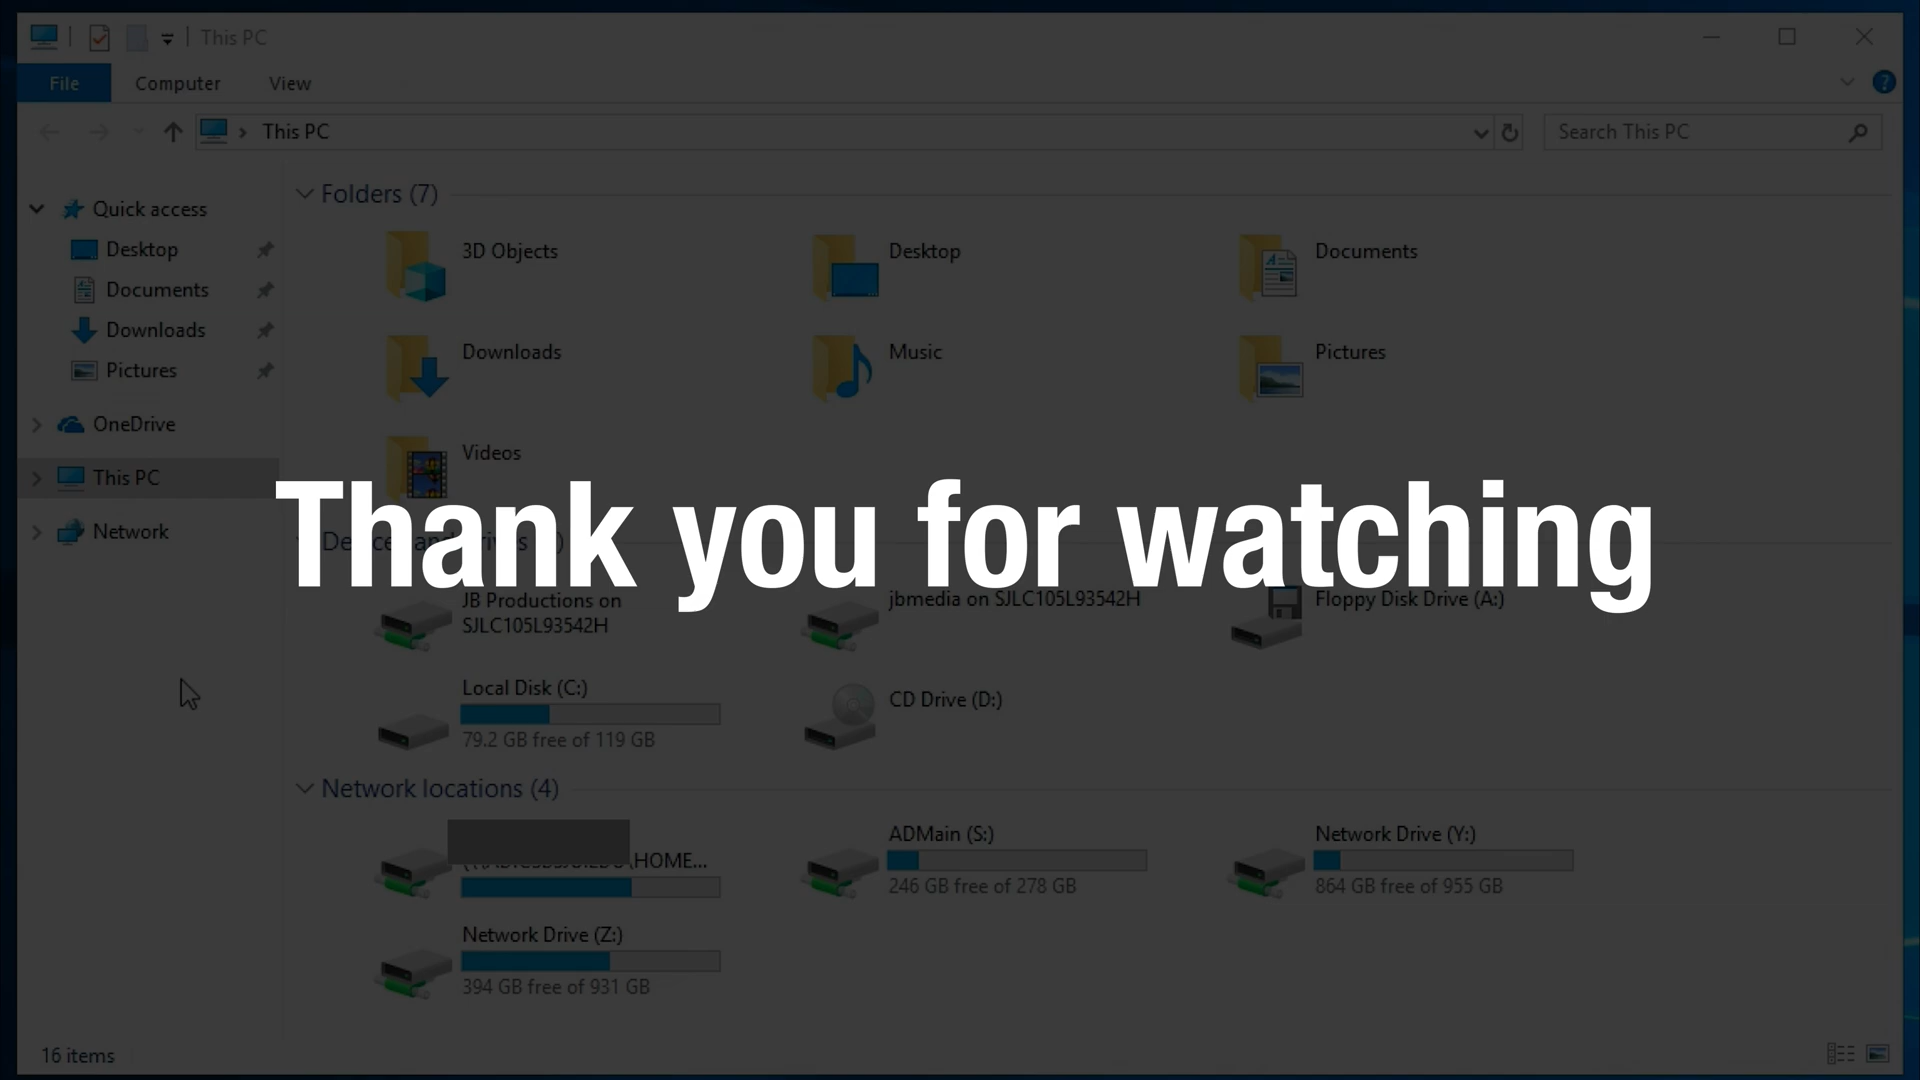 This PC
File Computer View
This PC
Search This PC
Quick access
Desktop
Documents
Downloads
Pictures
OneDrive
This PC
Network
Folders (7)
3D Objects
Desktop
Documents
Downloads
Music
Pictures
Videos
Thank you for watching
JB Productions on
SJLC105L93542H
jbmedia on SJLC105L93542H
Floppy Disk Drive (A:)
Local Disk (C:)
79.2 GB free of 119 GB
CD Drive (D:)
Network locations (4)
\HOME...
ADMain (S:)
246 GB free of 278 GB
Network Drive (Y:)
864 GB free of 955 GB
Network Drive (Z:)
394 GB free of 931 GB
16 items